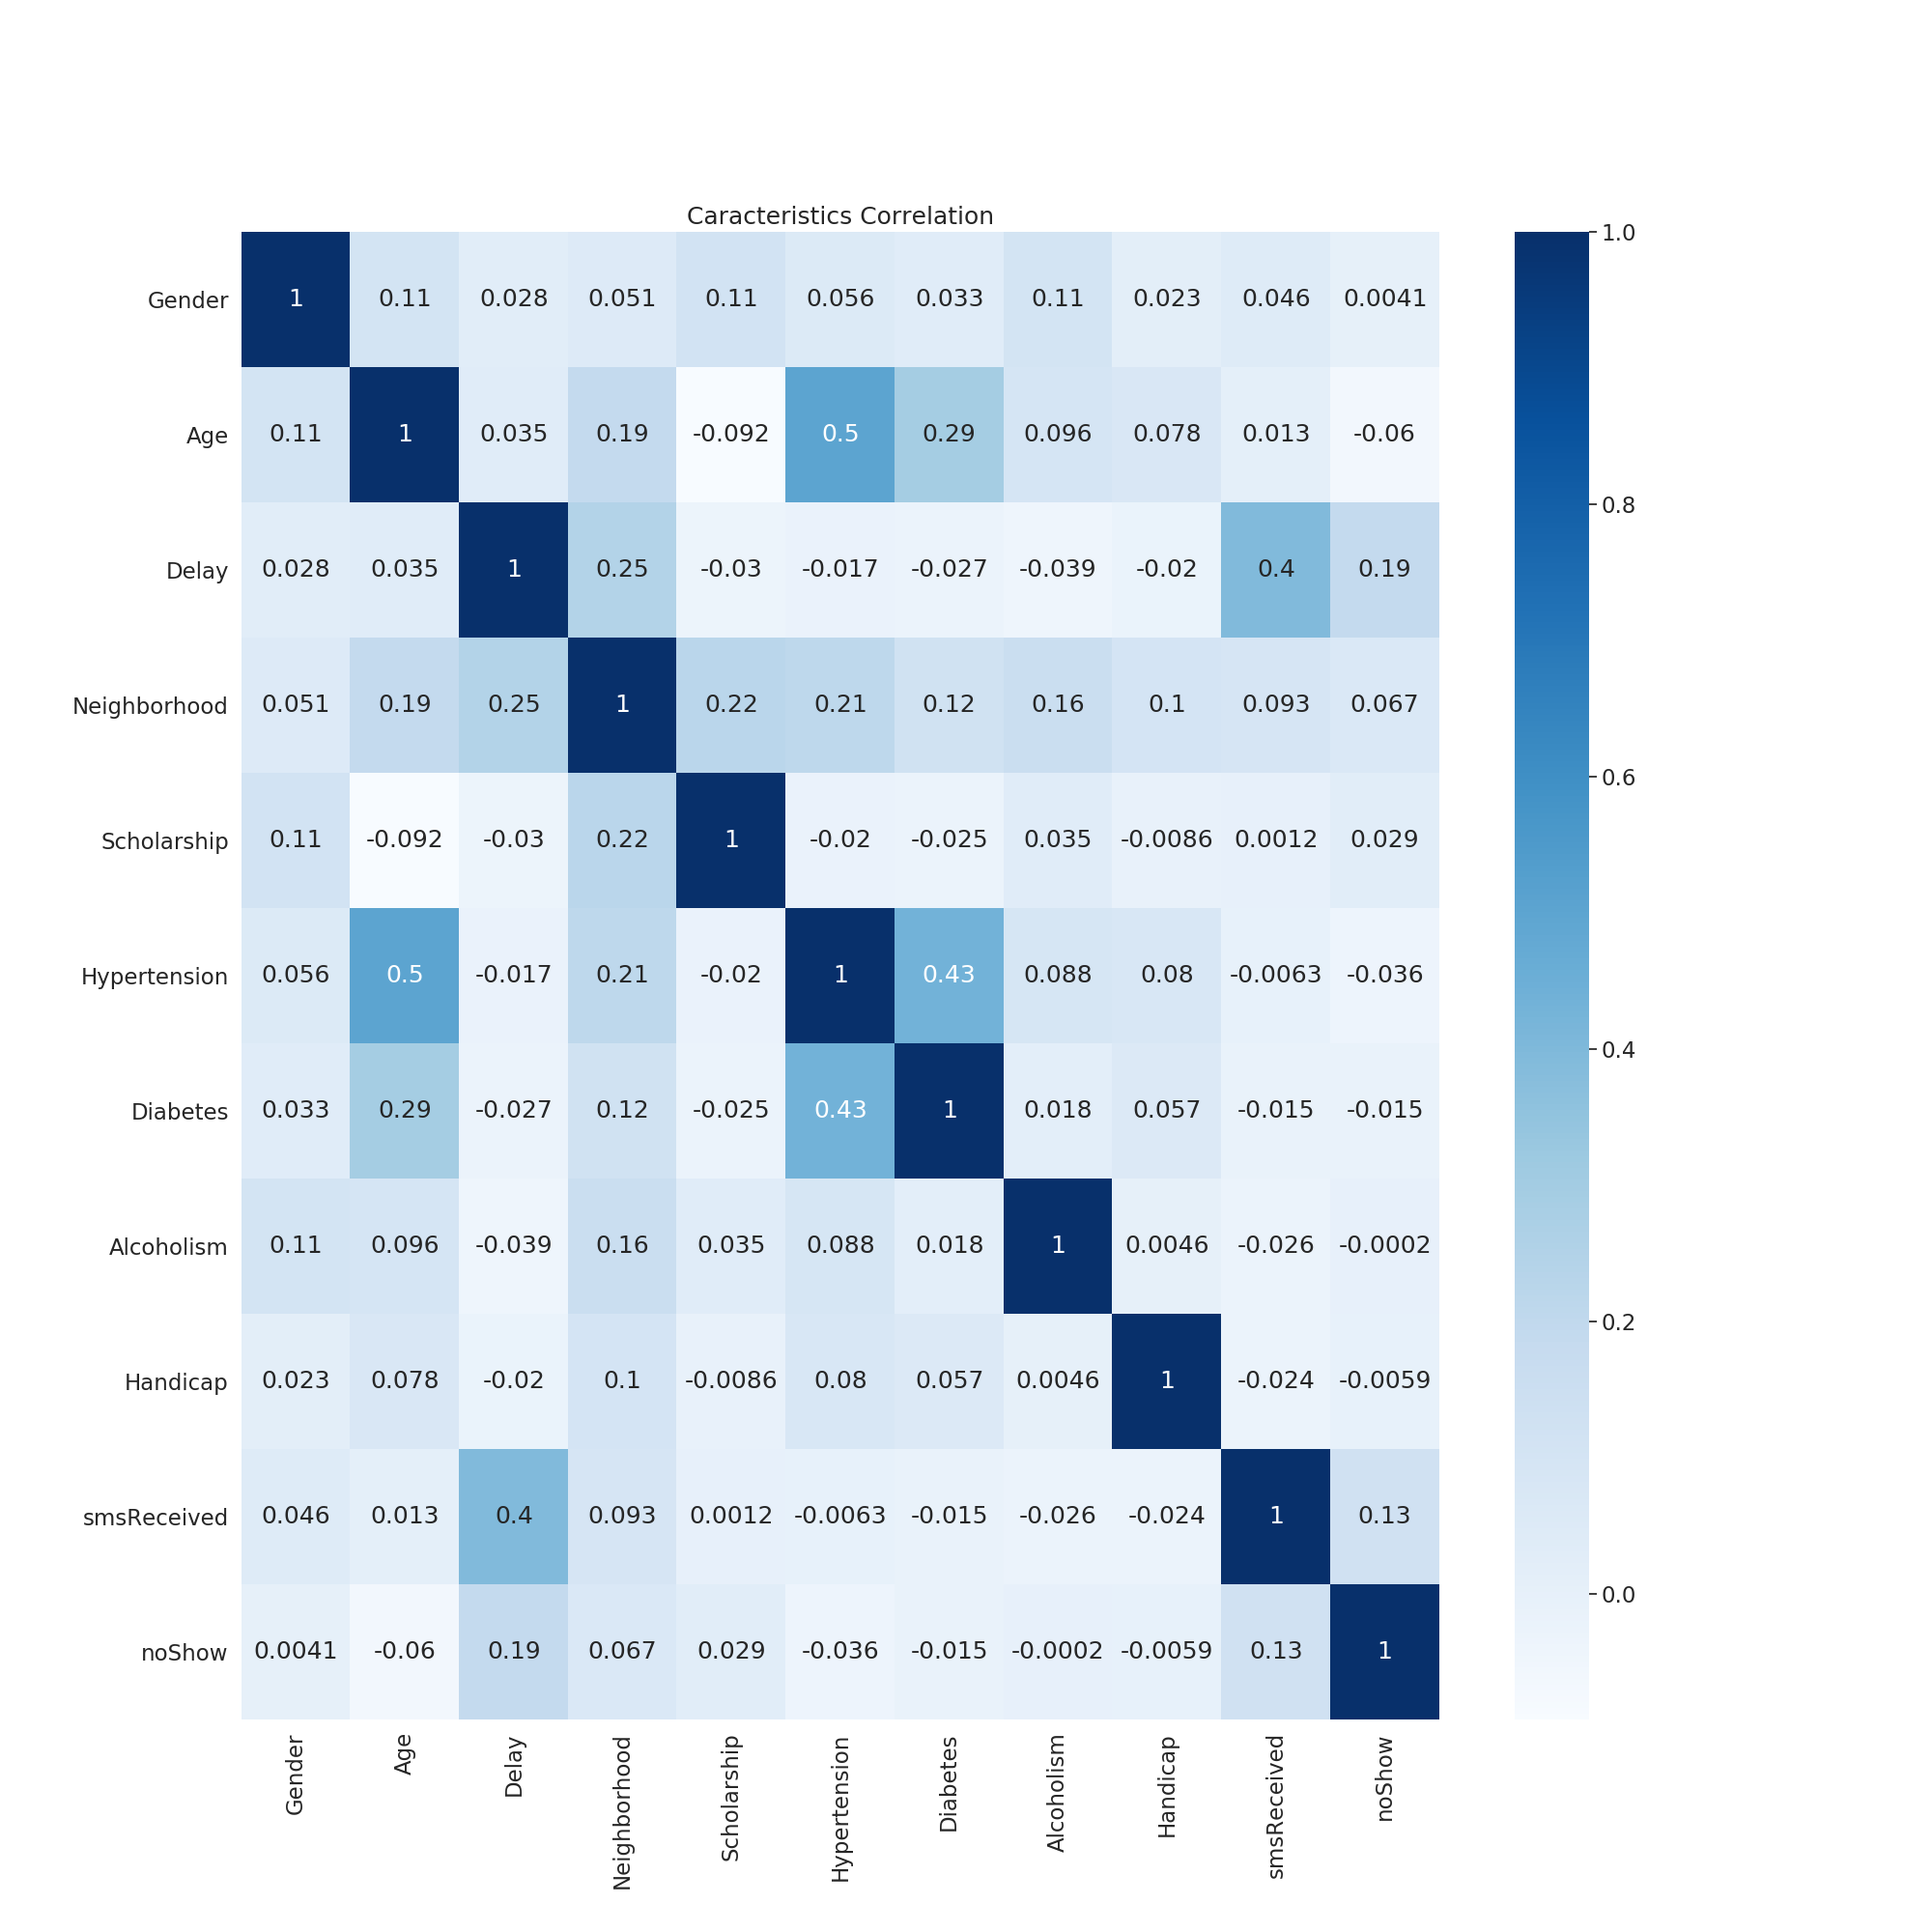 Caracteristics Correlation
Gender 1 0.11 0.028 0.051 0.11 0.056 0.033 0.11 0.023 0.046 0.0041
Age 0.11 1 0.035 0.19 -0.092 0.5 0.29 0.096 0.078 0.013 -0.06
Delay 0.028 0.035 1 0.25 -0.03 -0.017 -0.027 -0.039 -0.02 0.4 0.19
Neighborhood 0.051 0.19 0.25 1 0.22 0.21 0.12 0.16 0.1 0.093 0.067
Scholarship 0.11 -0.092 -0.03 0.22 1 -0.02 -0.025 0.035 -0.0086 0.0012 0.029
Hypertension 0.056 0.5 -0.017 0.21 -0.02 1 0.43 0.088 0.08 -0.0063 -0.036
Diabetes 0.033 0.29 -0.027 0.12 -0.025 0.43 1 0.018 0.057 -0.015 -0.015
Alcoholism 0.11 0.096 -0.039 0.16 0.035 0.088 0.018 1 0.0046 -0.026 -0.0002
Handicap 0.023 0.078 -0.02 0.1 -0.0086 0.08 0.057 0.0046 1 -0.024 -0.0059
smsReceived 0.046 0.013 0.4 0.093 0.0012 -0.0063 -0.015 -0.026 -0.024 1 0.13
noShow 0.0041 -0.06 0.19 0.067 0.029 -0.036 -0.015 -0.0002 -0.0059 0.13 1
Gender
Age
Delay
Neighborhood
Scholarship
Hypertension
Diabetes
Alcoholism
Handicap
smsReceived
noShow
1.0
0.8
0.6
0.4
0.2
0.0